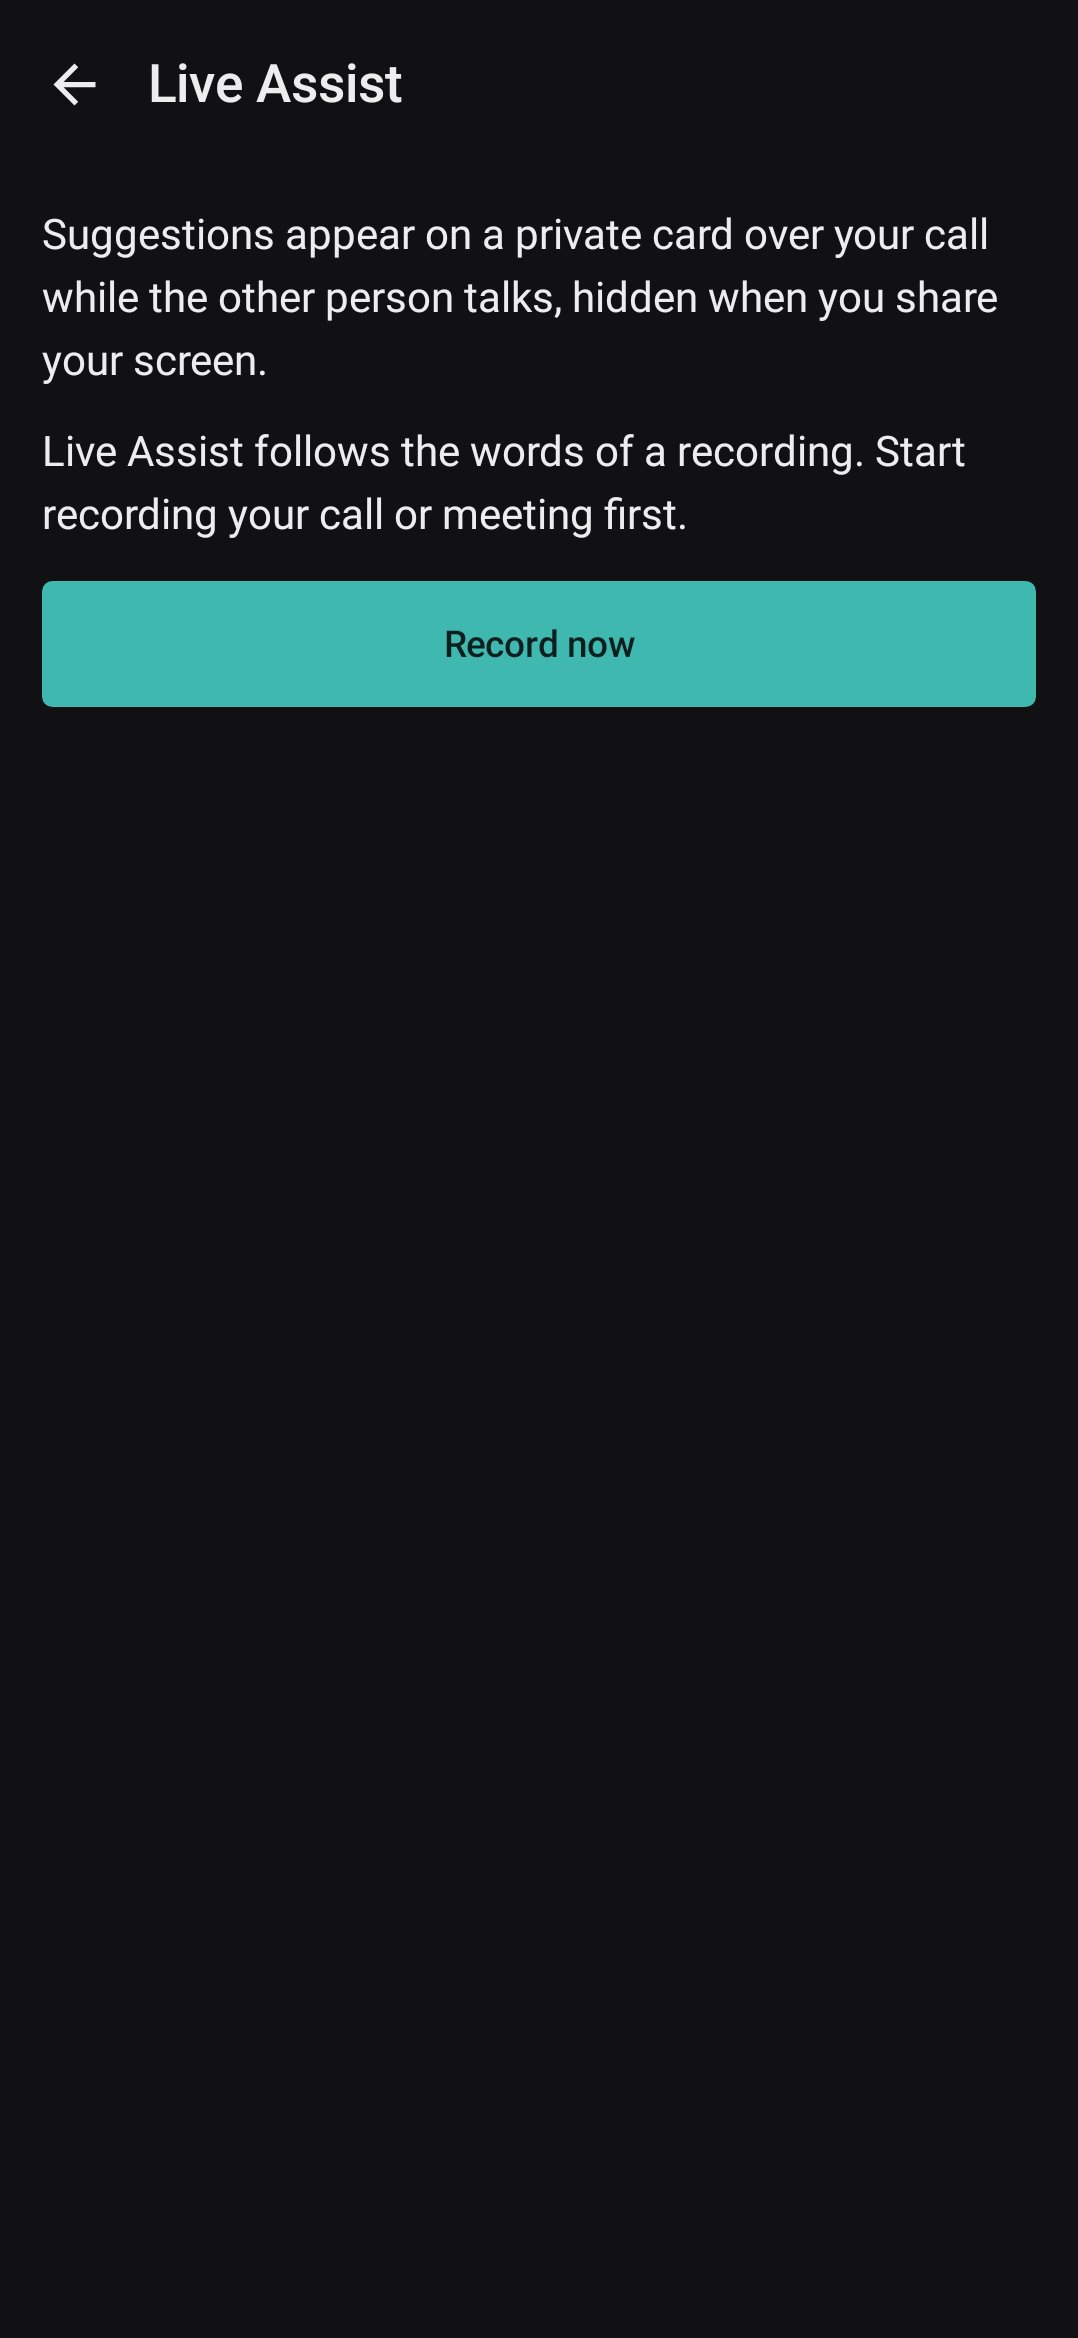 Live Assist
Suggestions appear on a private card over your call
while the other person talks, hidden when you share
your screen.
Live Assist follows the words of a recording. Start
recording your call or meeting first.
Record now